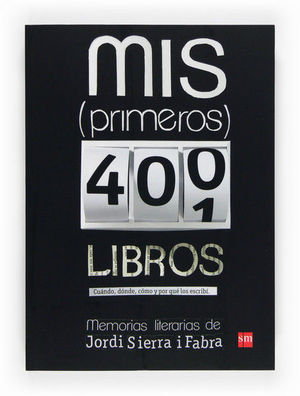 MIS
(primeros)
400
1
LIBROS
Cuándo, dónde, cómo y por qué los escribí.
Memorias literarias de
Jordi Sierra i Fabra
sm